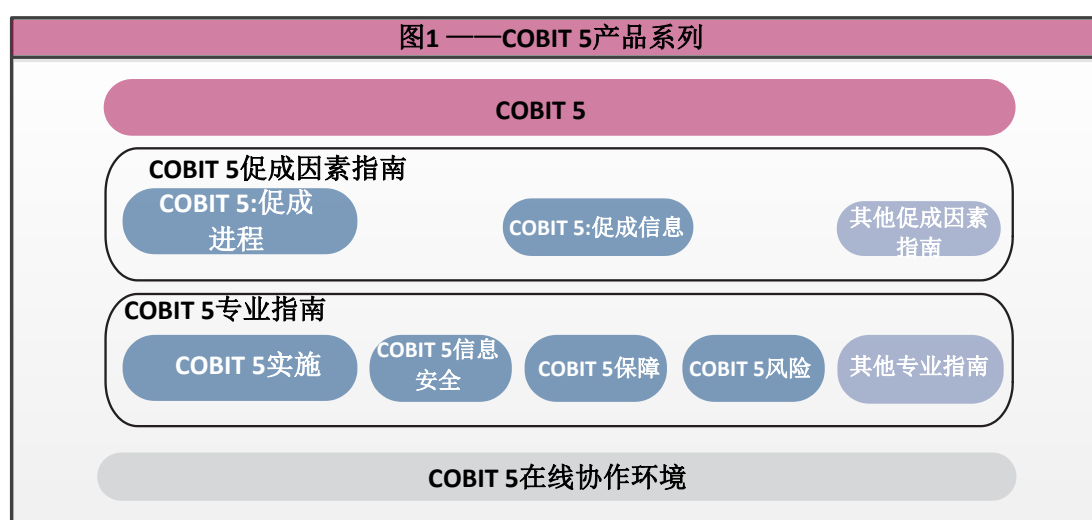 图1 ——COBIT 5产品系列
COBIT 5
COBIT 5促成因素指南
COBIT 5:促成
进程
COBIT 5:促成信息
其他促成因素
指南
COBIT 5专业指南
COBIT 5实施
COBIT 5信息
安全
COBIT 5保障
COBIT 5风险
其他专业指南
COBIT 5在线协作环境